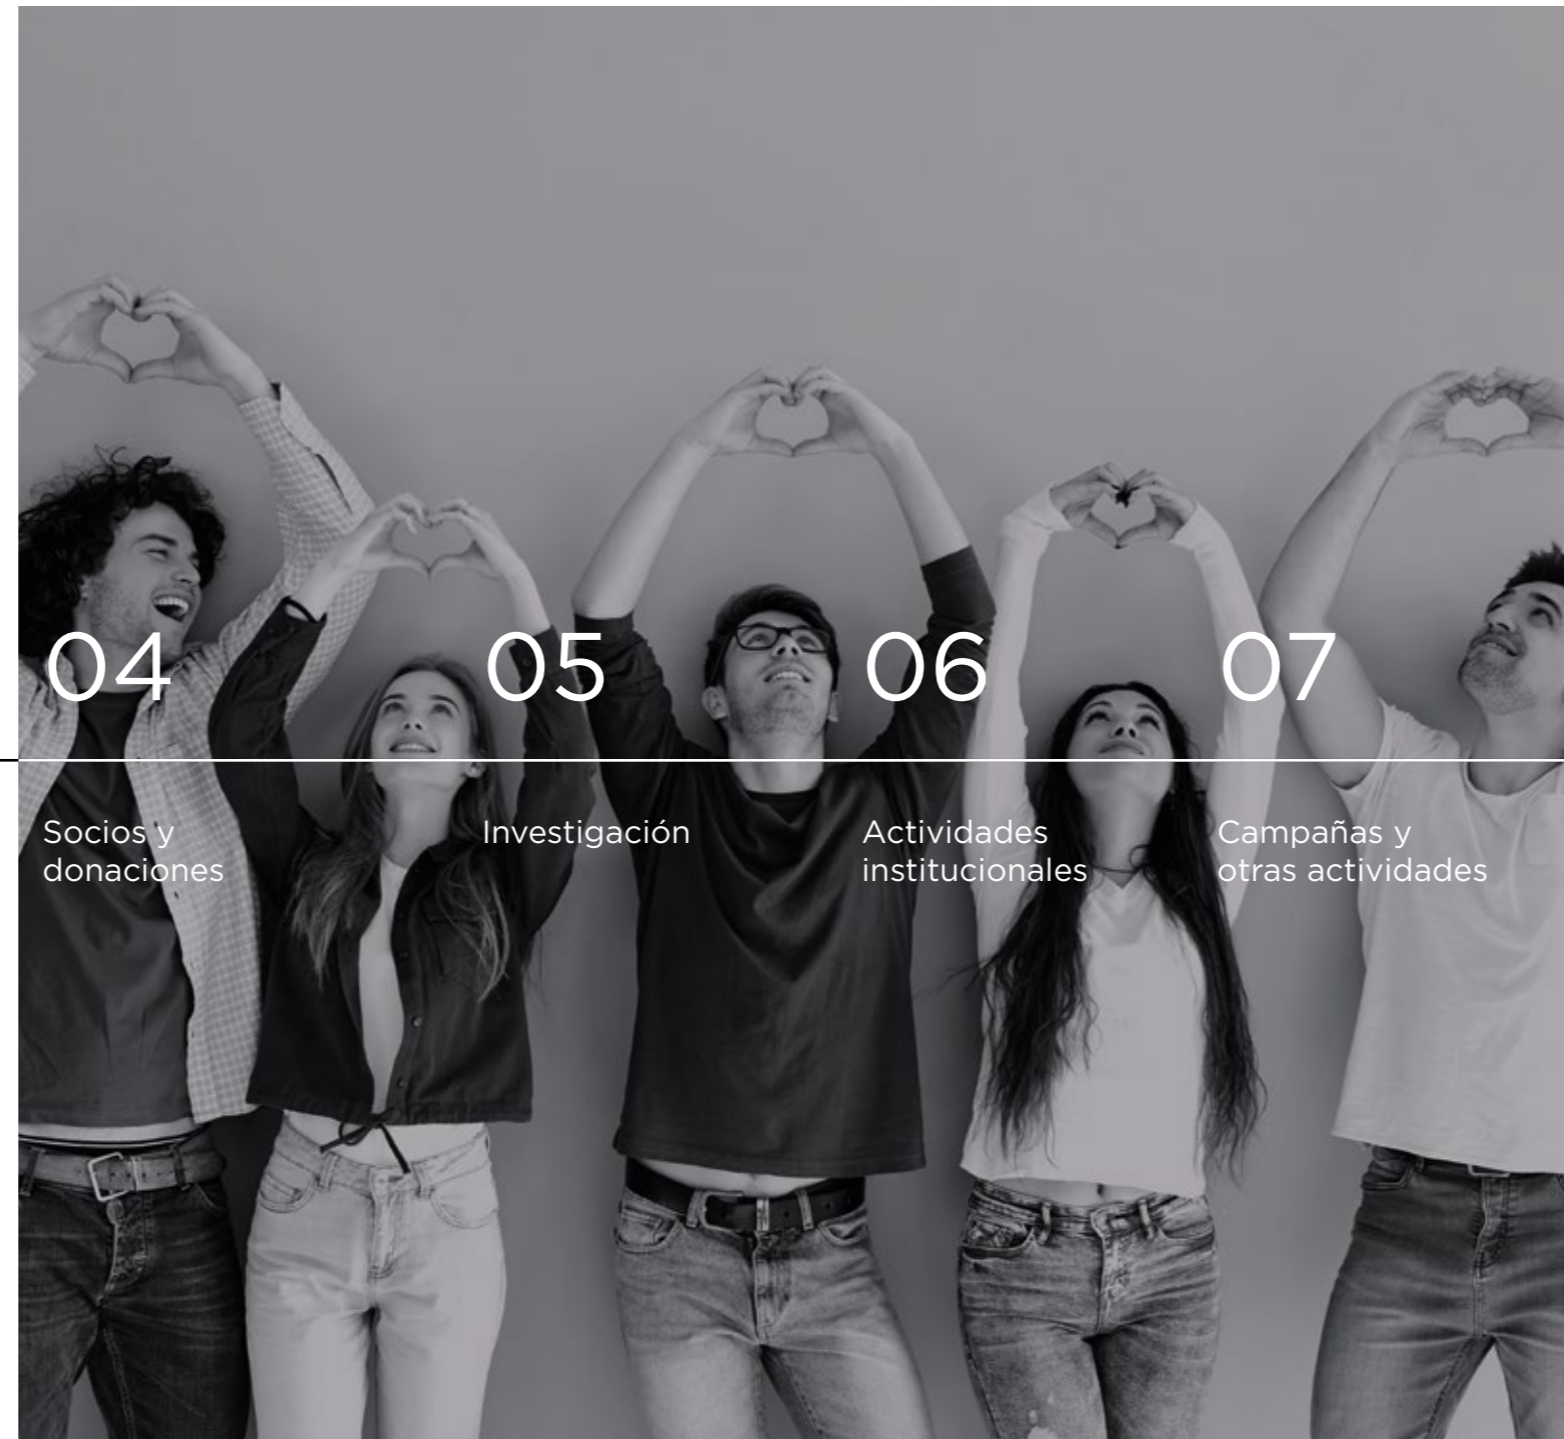 04
Socios y
donaciones
05
Investigación
06
Actividades
institucionales
07
Campañas y
otras actividades